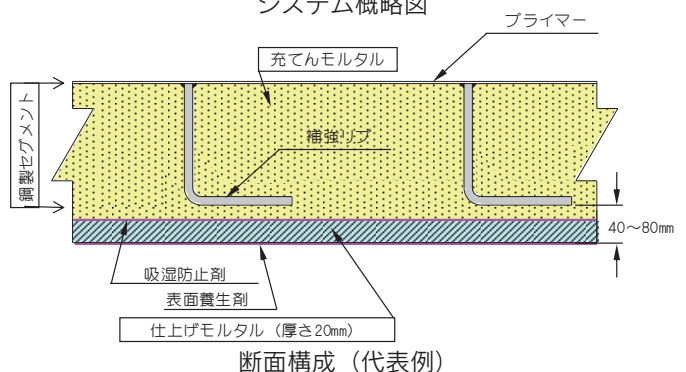 システム概略図
プライマー
充てんモルタル
鋼製セグメント
補強リブ
40～80mm
吸湿防止剤
表面養生剤
仕上げモルタル（厚さ20mm）
断面構成（代表例）